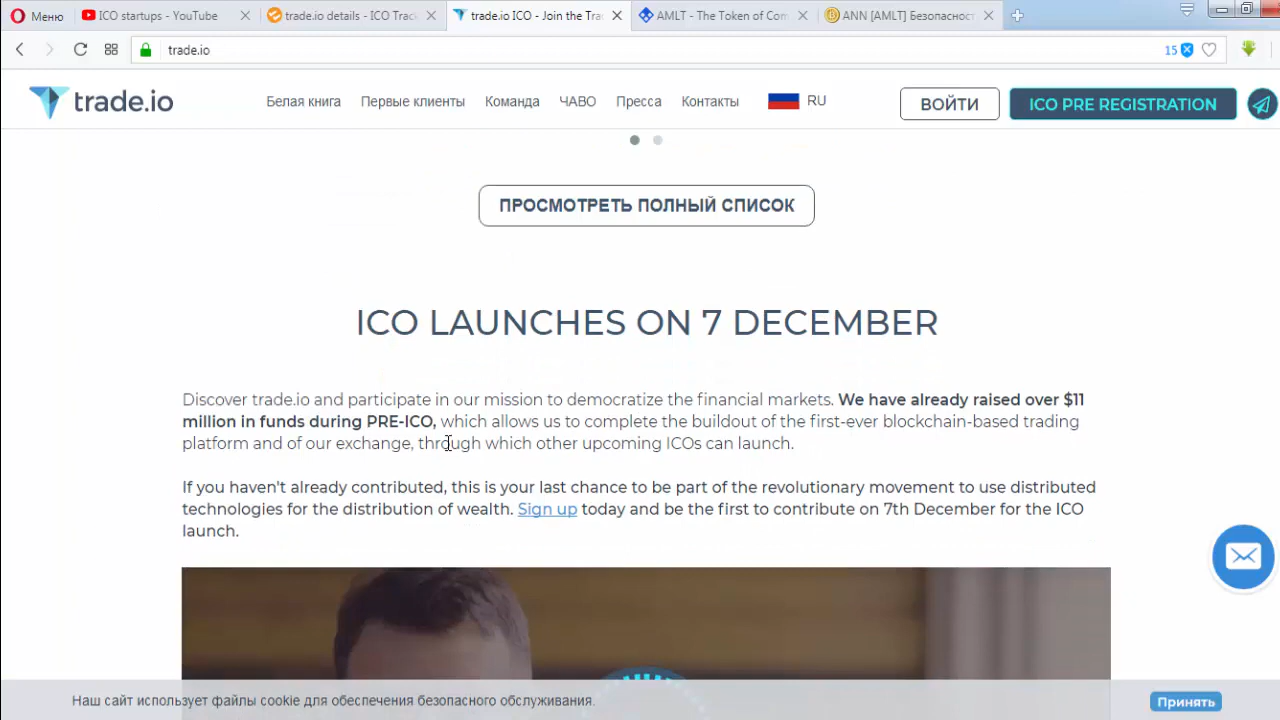 Меню
ICO startups - YouTube
trade.io details - ICO Trac
trade.io ICO - Join the Tra
AMLT - The Token of Com
ANN [AMLT] Безопаснос
trade.io
15
trade.io
Белая книга
Первые клиенты
Команда
ЧАВО
Пресса
Контакты
RU
ВОЙТИ
ICO PRE REGISTRATION
ПРОСМОТРЕТЬ ПОЛНЫЙ СПИСОК
ICO LAUNCHES ON 7 DECEMBER
Discover trade.io and participate in our mission to democratize the financial markets. We have already raised over $11
million in funds during PRE-ICO, which allows us to complete the buildout of the first-ever blockchain-based trading
platform and of our exchange, through which other upcoming ICOs can launch.
If you haven't already contributed, this is your last chance to be part of the revolutionary movement to use distributed
technologies for the distribution of wealth. Sign up today and be the first to contribute on 7th December for the ICO
launch.
Наш сайт использует файлы cookie для обеспечения безопасного обслуживания.
Принять